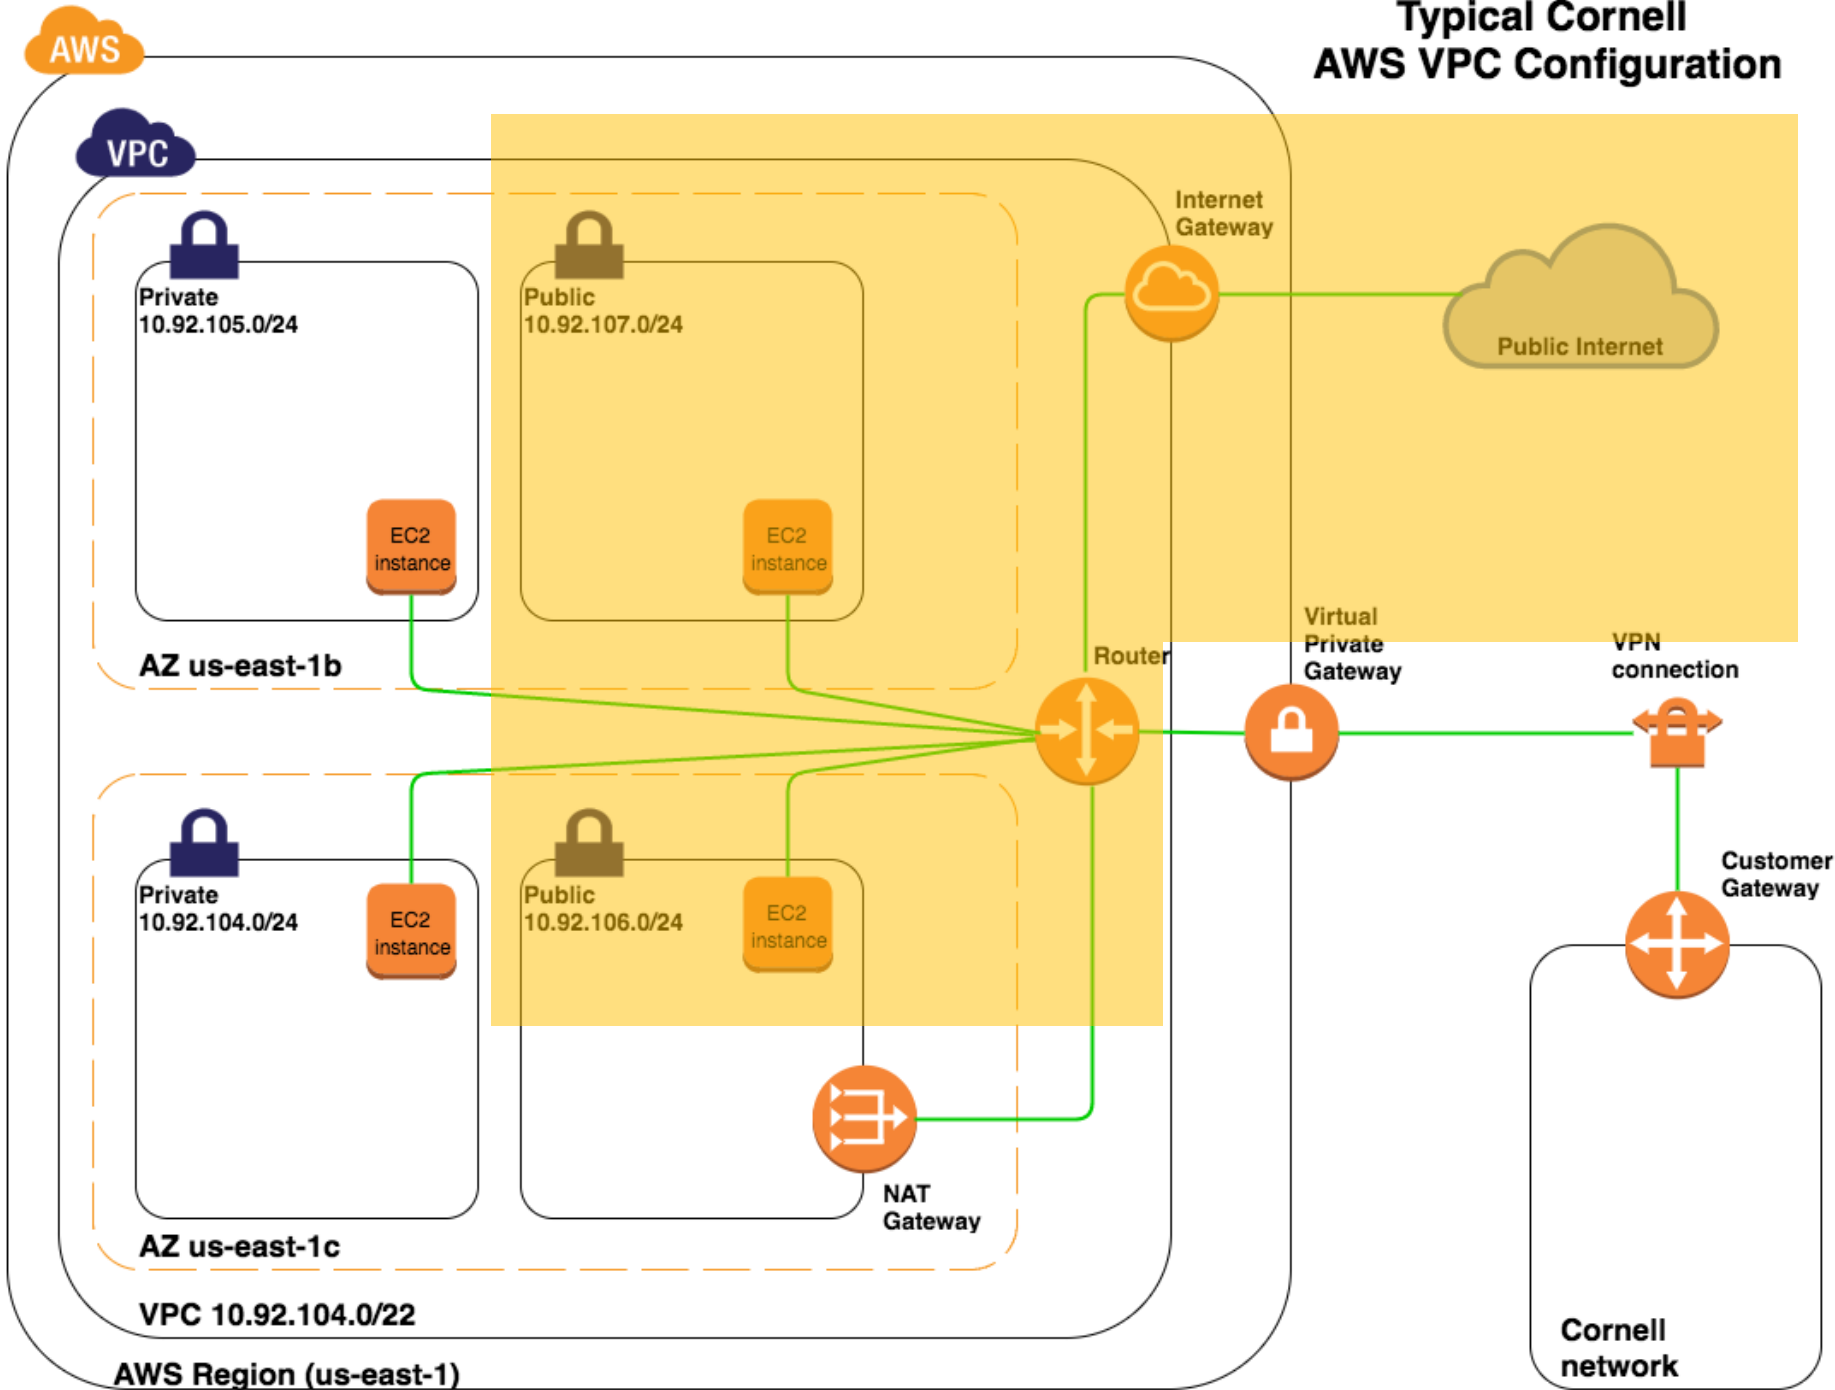 Typical Cornell
AWS VPC Configuration
AWS
VPC
Internet
Gateway
Private
10.92.105.0/24
Public
10.92.107.0/24
Public Internet
EC2
instance
EC2
instance
AZ us-east-1b
Router
Virtual
Private
Gateway
VPN
connection
Private
10.92.104.0/24
EC2
instance
Public
10.92.106.0/24
EC2
instance
Customer
Gateway
NAT
Gateway
AZ us-east-1c
VPC 10.92.104.0/22
AWS Region (us-east-1)
Cornell
network